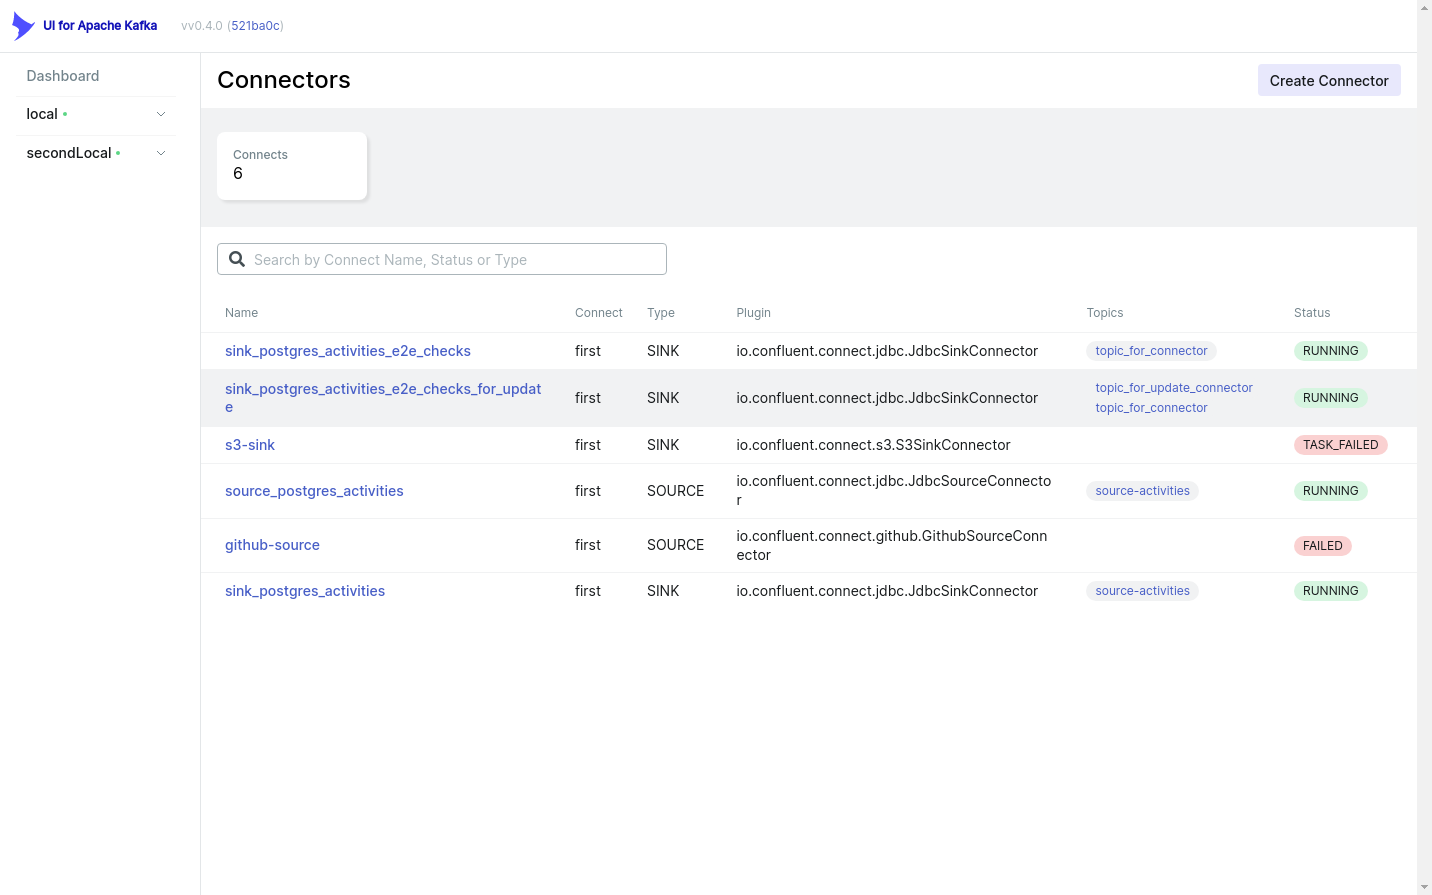 UI for Apache Kafka vv0.4.0 (521ba0c)
Dashboard
local
secondLocal
Connectors
Create Connector
Connects
6
Search by Connect Name, Status or Type
Name Connect Type Plugin Topics Status
sink_postgres_activities_e2e_checks first SINK io.confluent.connect.jdbc.JdbcSinkConnector topic_for_connector RUNNING
sink_postgres_activities_e2e_checks_for_updat
e
first SINK io.confluent.connect.jdbc.JdbcSinkConnector
topic_for_update_connector
topic_for_connector
RUNNING
s3-sink first SINK io.confluent.connect.s3.S3SinkConnector TASK_FAILED
source_postgres_activities first SOURCE
io.confluent.connect.jdbc.JdbcSourceConnecto
r
source-activities RUNNING
github-source first SOURCE
io.confluent.connect.github.GithubSourceConn
ector
FAILED
sink_postgres_activities first SINK io.confluent.connect.jdbc.JdbcSinkConnector source-activities RUNNING